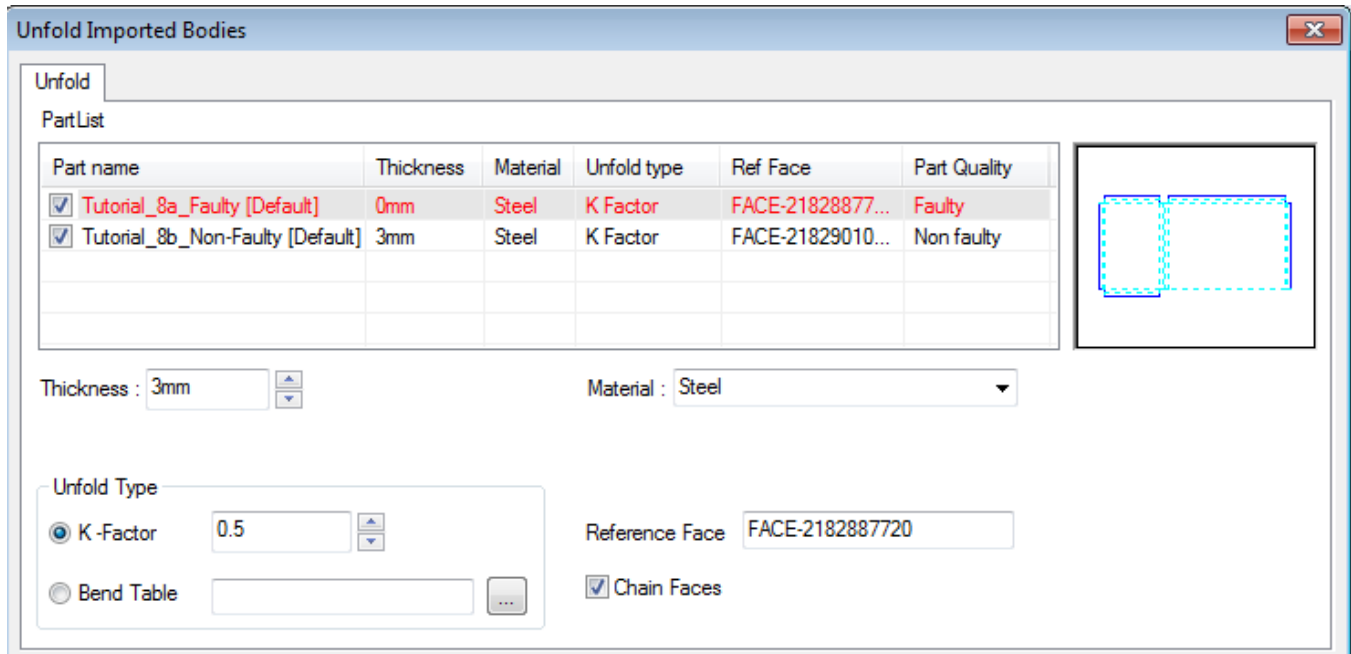 Unfold Imported Bodies
Unfold
PartList
Part name Thickness Material Unfold type Ref Face Part Quality
Tutorial_8a_Faulty [Default] 0mm Steel K Factor FACE-21828877... Faulty
Tutorial_8b_Non-Faulty [Default] 3mm Steel K Factor FACE-21829010... Non faulty
Thickness : 3mm Material : Steel
Unfold Type
K -Factor 0.5 Reference Face FACE-2182887720
Bend Table ... Chain Faces